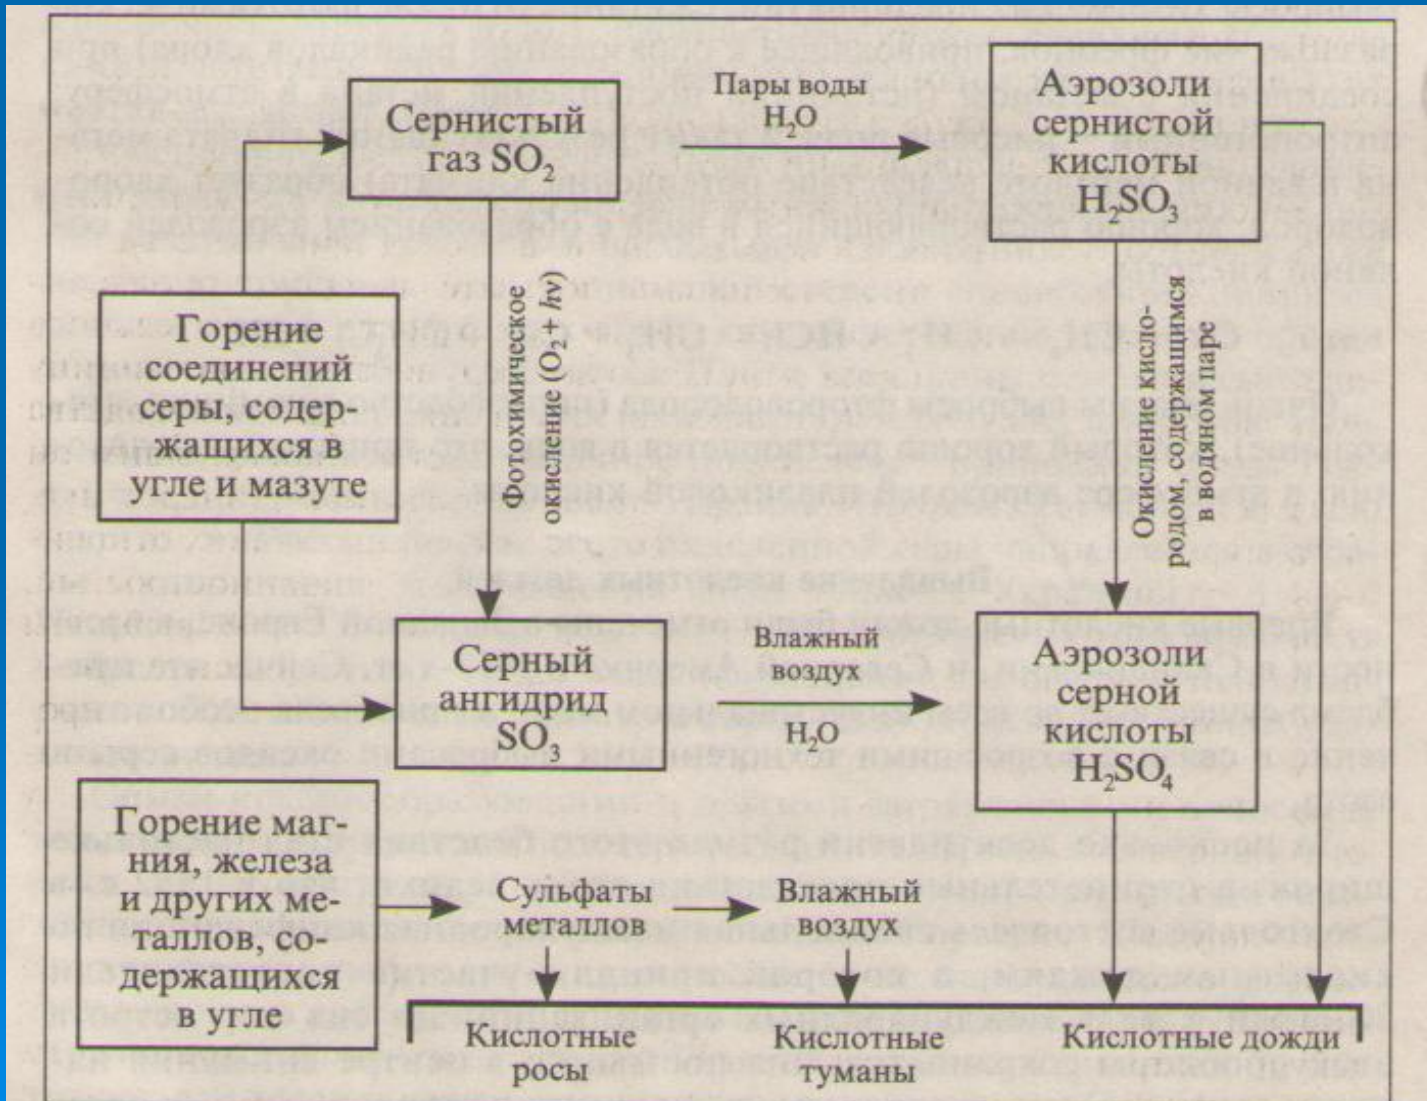 Сернистый
газ SO₂
Пары воды
H₂O
Аэрозоли
сернистой
кислоты
H₂SO₃
Горение
соединений
серы, содер-
жащихся в
угле и мазуте
Фотохимическое
окисление (O₂ + hν)
Окисление кисло-
родом, содержащимся
в водяном паре
Серный
ангидрид
SO₃
Влажный
воздух
H₂O
Аэрозоли
серной
кислоты
H₂SO₄
Горение маг-
ния, железа
и других ме-
таллов, со-
держащихся
в угле
Сульфаты
металлов
Влажный
воздух
Кислотные
росы
Кислотные
туманы
Кислотные дожди